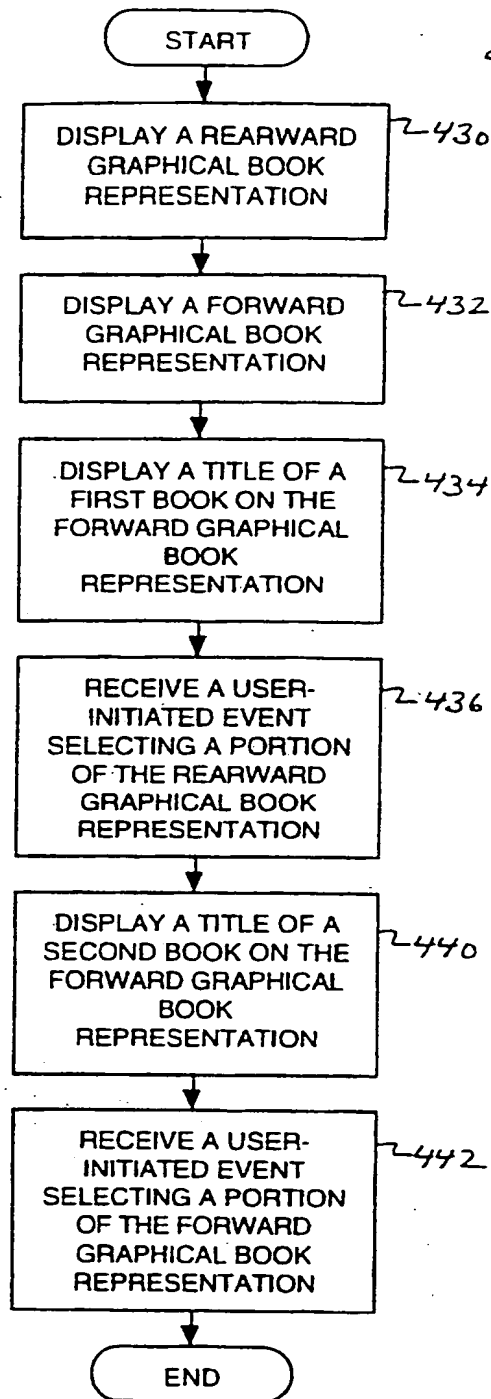 START
DISPLAY A REARWARD
GRAPHICAL BOOK
REPRESENTATION
430
DISPLAY A FORWARD
GRAPHICAL BOOK
REPRESENTATION
432
DISPLAY A TITLE OF A
FIRST BOOK ON THE
FORWARD GRAPHICAL
BOOK
REPRESENTATION
434
RECEIVE A USER-
INITIATED EVENT
SELECTING A PORTION
OF THE REARWARD
GRAPHICAL BOOK
REPRESENTATION
436
DISPLAY A TITLE OF A
SECOND BOOK ON THE
FORWARD GRAPHICAL
BOOK
REPRESENTATION
440
RECEIVE A USER-
INITIATED EVENT
SELECTING A PORTION
OF THE FORWARD
GRAPHICAL BOOK
REPRESENTATION
442
END